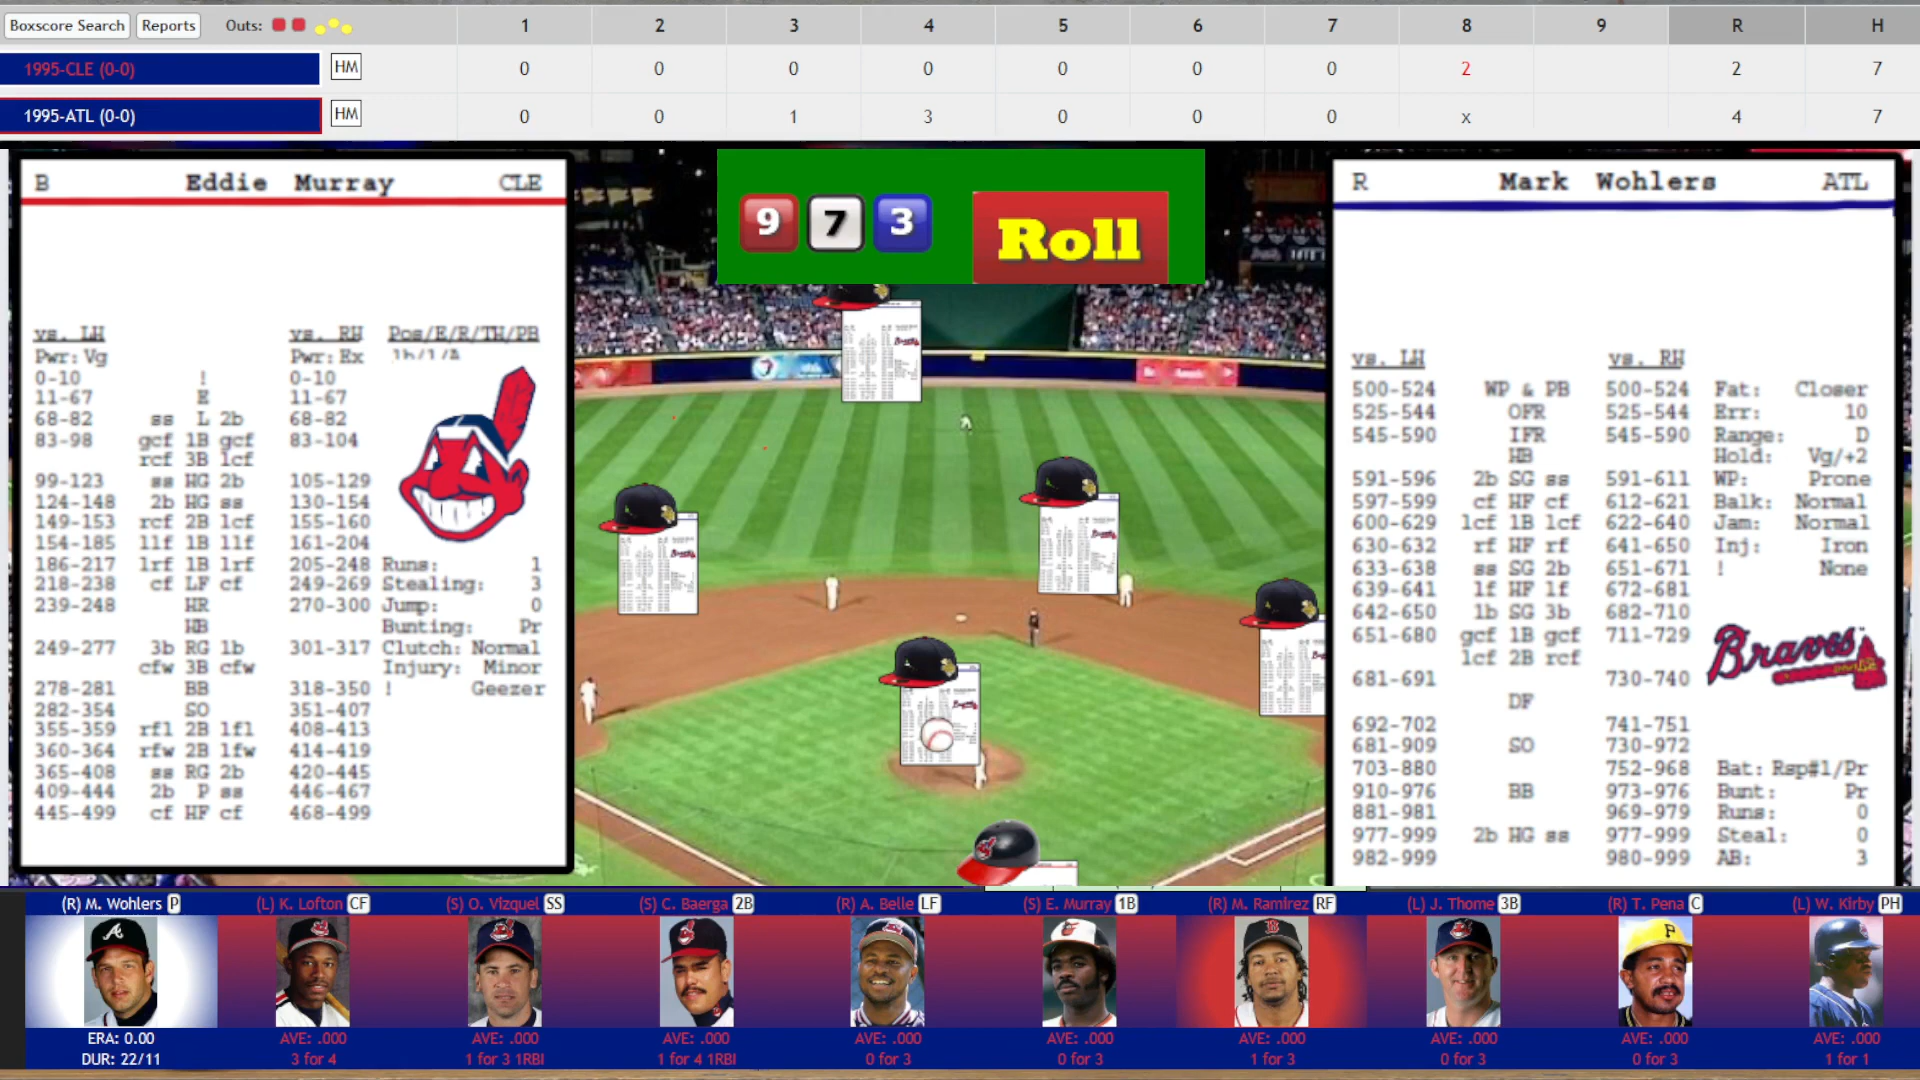 Boxscore Search Reports Outs: 1 2 3 4 5 6 7 8 9 R H
1995-CLE (0-0) HM 0 0 0 0 0 0 0 2 2 7
1995-ATL (0-0) HM 0 0 1 3 0 0 0 x 4 7
B Eddie Murray CLE
vs. LH vs. RH Pos/E/R/TH/PB
Pwr: Vg Pwr: Ex 1b/1/A
0-10 ! 0-10
11-67 E 11-67
68-82 ss L 2b 68-82
83-98 gcf 1B gcf 83-104
rcf 3B lcf
99-123 ss HG 2b 105-129
124-148 2b HG ss 130-154
149-153 rcf 2B lcf 155-160
154-185 llf 1B llf 161-204
186-217 lrf 1B lrf 205-248 Runs: 1
218-238 cf LF cf 249-269 Stealing: 3
239-248 HR 270-300 Jump: 0
HB Bunting: Pr
249-277 3b RG 1b 301-317 Clutch: Normal
cfw 3B cfw Injury: Minor
278-281 BB 318-350 ! Geezer
282-354 SO 351-407
355-359 rfl 2B lfl 408-413
360-364 rfw 2B lfw 414-419
365-408 ss RG 2b 420-445
409-444 2b P ss 446-467
445-499 cf HF cf 468-499
9 7 3 Roll
R Mark Wohlers ATL
vs. LH vs. RH
500-524 WP & PB 500-524 Fat: Closer
525-544 OFR 525-544 Err: 10
545-590 IFR 545-590 Range: D
HB Hold: Vg/+2
591-596 2b SG ss 591-611 WP: Prone
597-599 cf HF cf 612-621 Balk: Normal
600-629 lcf 1B lcf 622-640 Jam: Normal
630-632 rf HF rf 641-650 Inj: Iron
633-638 ss SG 2b 651-671 ! None
639-641 lf HF lf 672-681
642-650 1b SG 3b 682-710
651-680 gcf 1B gcf 711-729
lcf 2B rcf
Braves
681-691 730-740
DF
692-702 741-751
681-909 SO 730-972
703-880 752-968 Bat: Rsp#1/Pr
910-976 BB 973-976 Bunt: Pr
881-981 969-979 Runs: 0
977-999 2b HG ss 977-999 Steal: 0
982-999 980-999 AB: 3
(R) M. Wohlers P (L) K. Lofton CF (S) O. Vizquel SS (S) C. Baerga 2B (R) A. Belle LF (S) E. Murray 1B (R) M. Ramirez RF (L) J. Thome 3B (R) T. Pena C (L) W. Kirby PH
ERA: 0.00 AVE: .000 AVE: .000 AVE: .000 AVE: .000 AVE: .000 AVE: .000 AVE: .000 AVE: .000 AVE: .000
DUR: 22/11 3 for 4 1 for 3 1RBI 1 for 4 1RBI 0 for 3 0 for 3 1 for 3 0 for 3 0 for 3 1 for 1